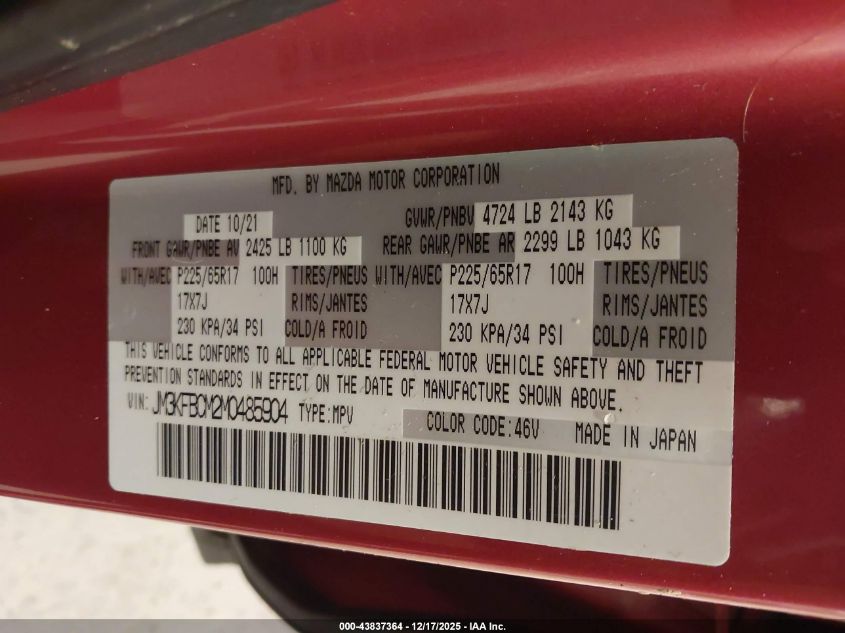 MFD. BY MAZDA MOTOR CORPORATION
DATE 10/21 GVWR/PNBV 4724 LB 2143 KG
FRONT GAWR/PNBE AV 2425 LB 1100 KG REAR GAWR/PNBE AR 2299 LB 1043 KG
WITH/AVEC P225/65R17 100H TIRES/PNEUS WITH/AVEC P225/65R17 100H TIRES/PNEUS
17X7J RIMS/JANTES 17X7J RIMS/JANTES
230 KPA/34 PSI COLD/A FROID 230 KPA/34 PSI COLD/A FROID
THIS VEHICLE CONFORMS TO ALL APPLICABLE FEDERAL MOTOR VEHICLE SAFETY AND THEFT
PREVENTION STANDARDS IN EFFECT ON THE DATE OF MANUFACTURE SHOWN ABOVE.
VIN: JM3KFBCM2M0485904 TYPE:MPV COLOR CODE:46V MADE IN JAPAN
000-43837364 - 12/17/2025 - IAA Inc.